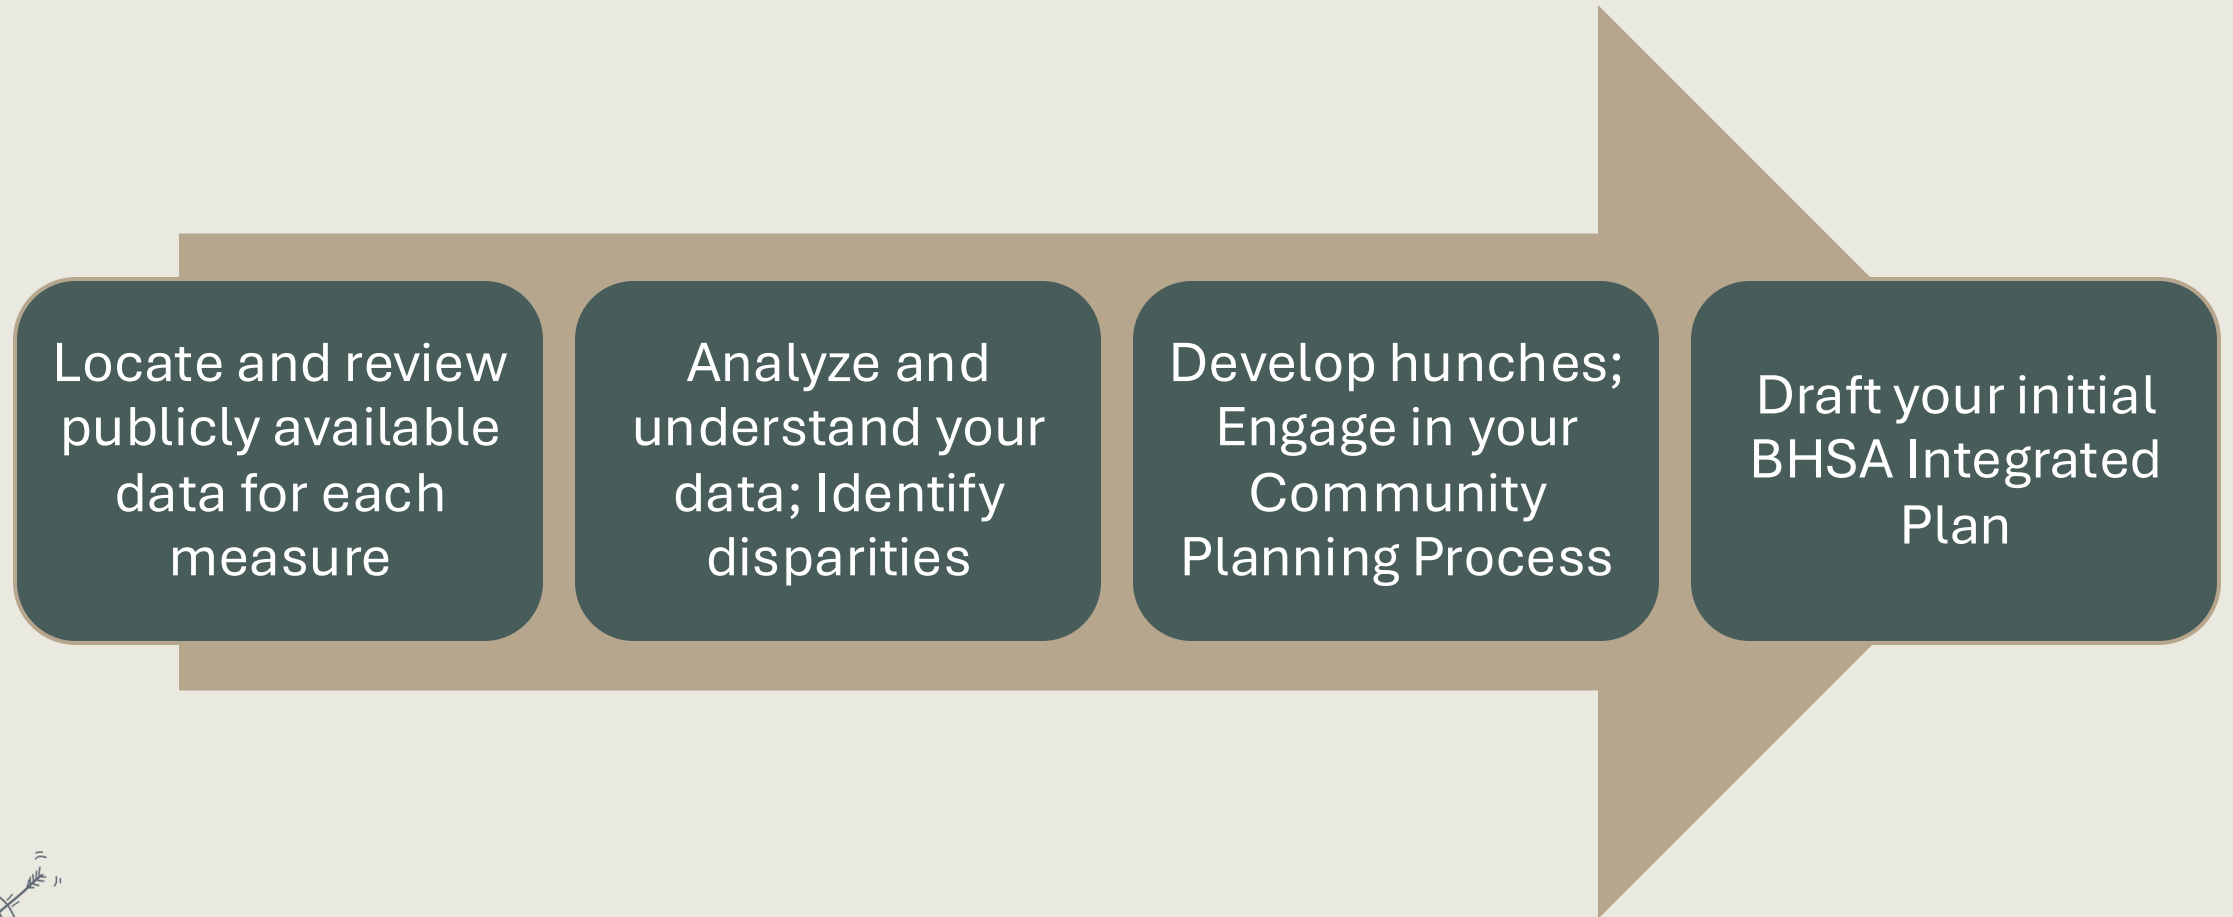 Locate and review
publicly available
data for each
measure
Analyze and
understand your
data; Identify
disparities
Develop hunches;
Engage in your
Community
Planning Process
Draft your initial
BHSA Integrated
Plan